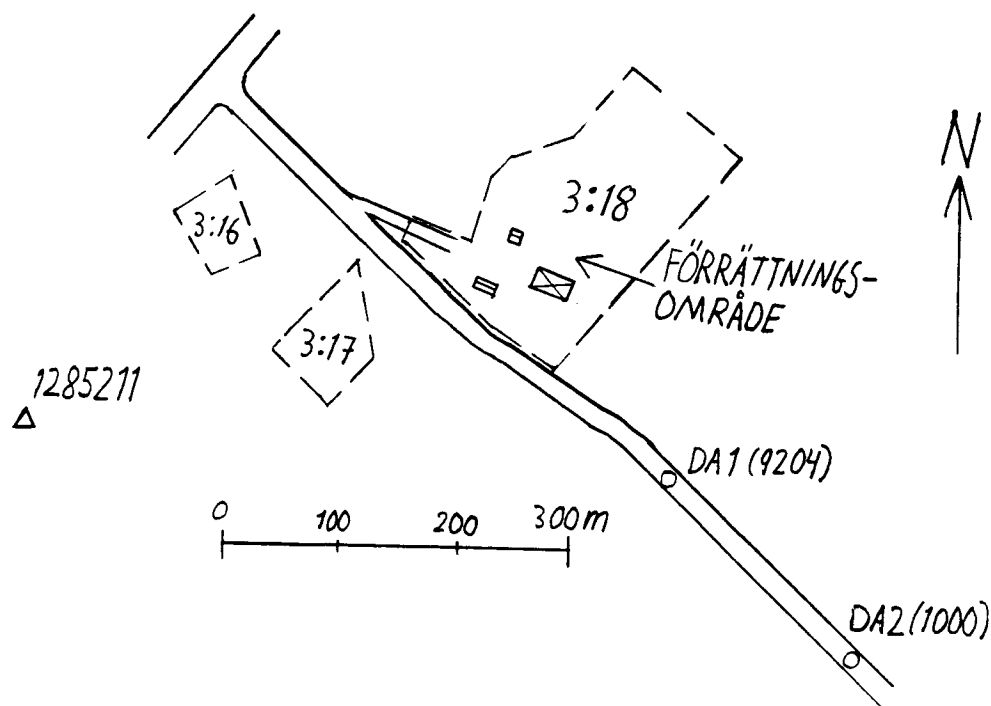 N
3:18
3:16
FÖRRÄTTNINGS-
OMRÅDE
3:17
1285211
DA1 (9204)
0 100 200 300m
DA2 (1000)